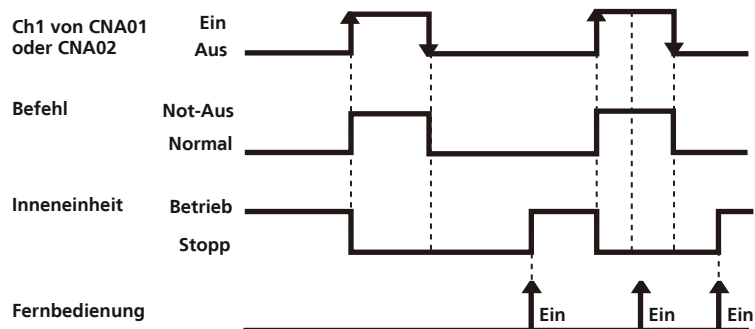 Ch1 von CNA01
oder CNA02
Ein
Aus
Befehl
Not-Aus
Normal
Inneneinheit
Betrieb
Stopp
Fernbedienung
Ein
Ein
Ein